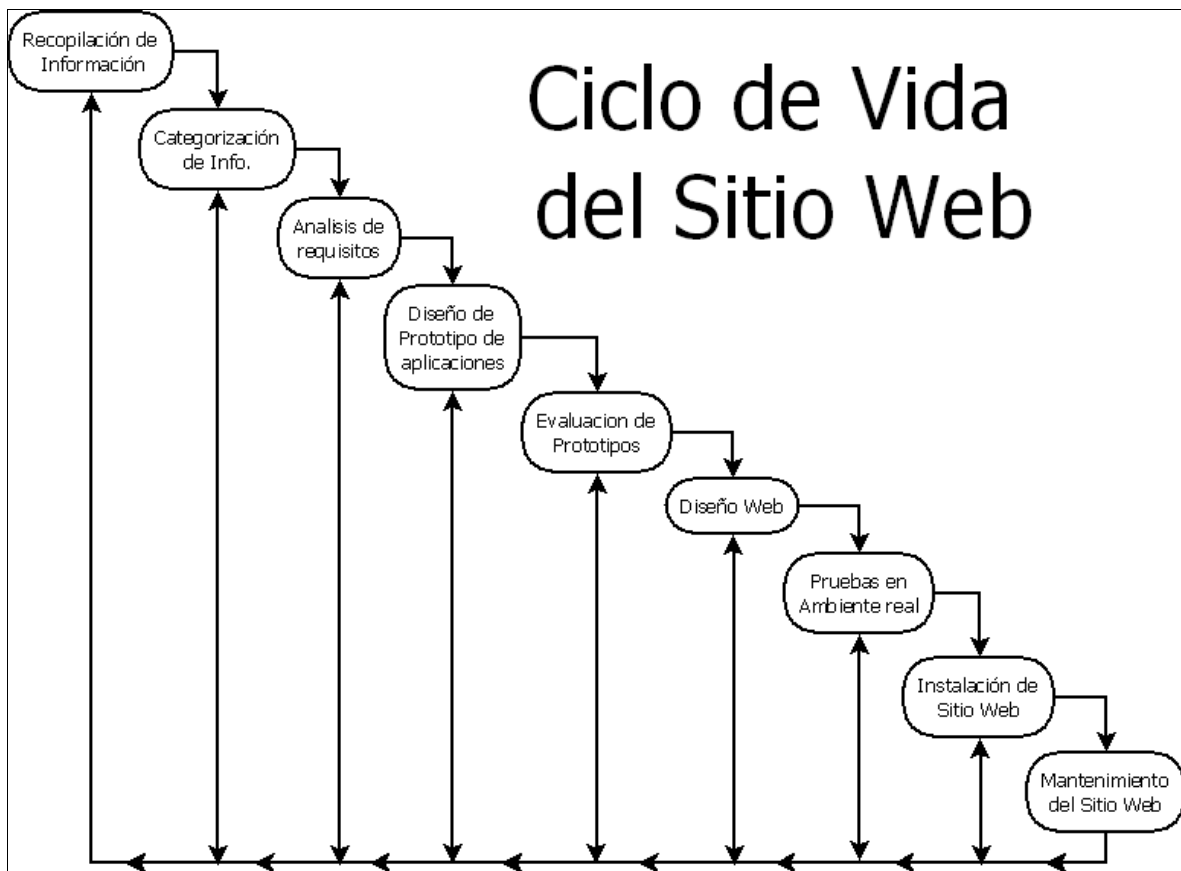 Recopilación de
Información
Ciclo de Vida
del Sitio Web
Categorización
de Info.
Analisis de
requisitos
Diseño de
Prototipo de
aplicaciones
Evaluacion de
Prototipos
Diseño Web
Pruebas en
Ambiente real
Instalación de
Sitio Web
Mantenimiento
del Sitio Web